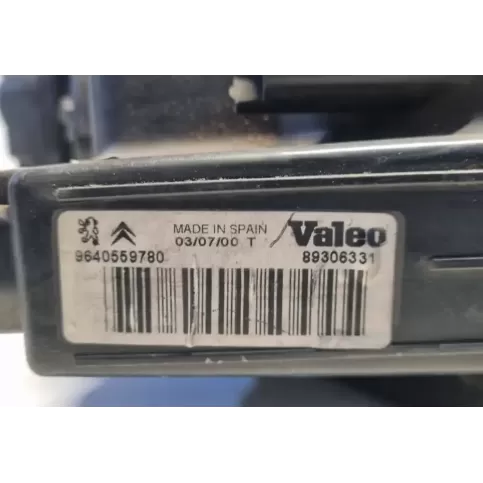 MADE IN SPAIN
03/07/00 T
Valeo
9640559780
89306331